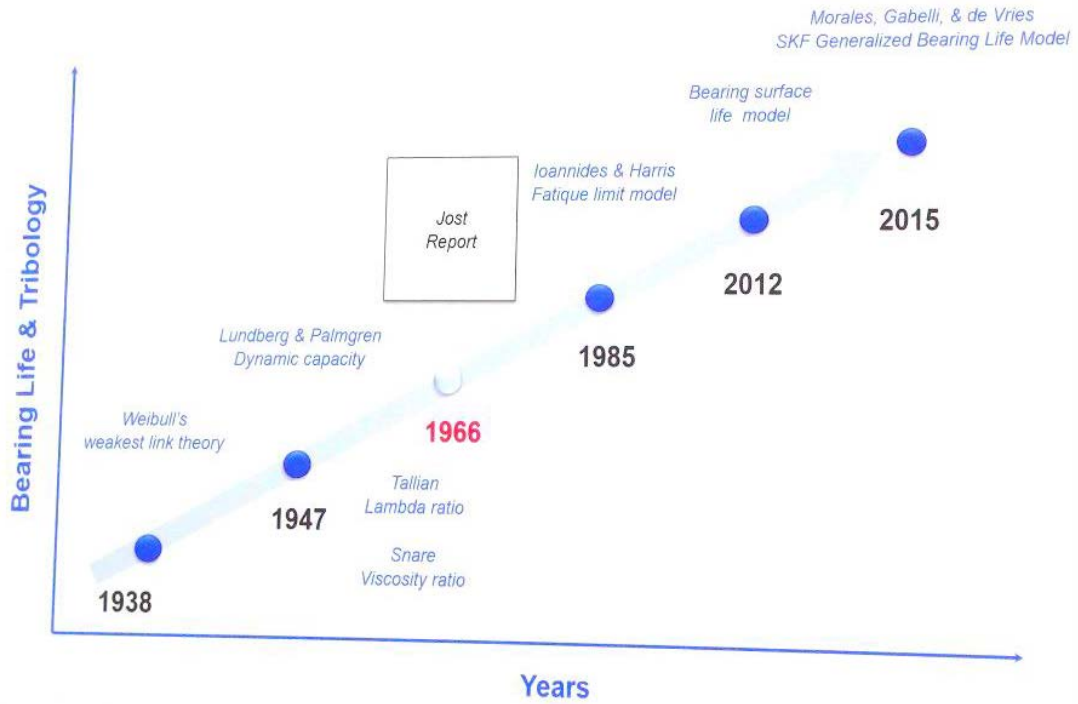 Morales, Gabelli, & de Vries
SKF Generalized Bearing Life Model
Bearing surface
life model
Ioannides & Harris
Fatique limit model
2015
Jost
Report
2012
Lundberg & Palmgren
Dynamic capacity
1985
Weibull's
weakest link theory
1966
Tallian
Lambda ratio
1947
Snare
Viscosity ratio
1938
Bearing Life & Tribology
Years